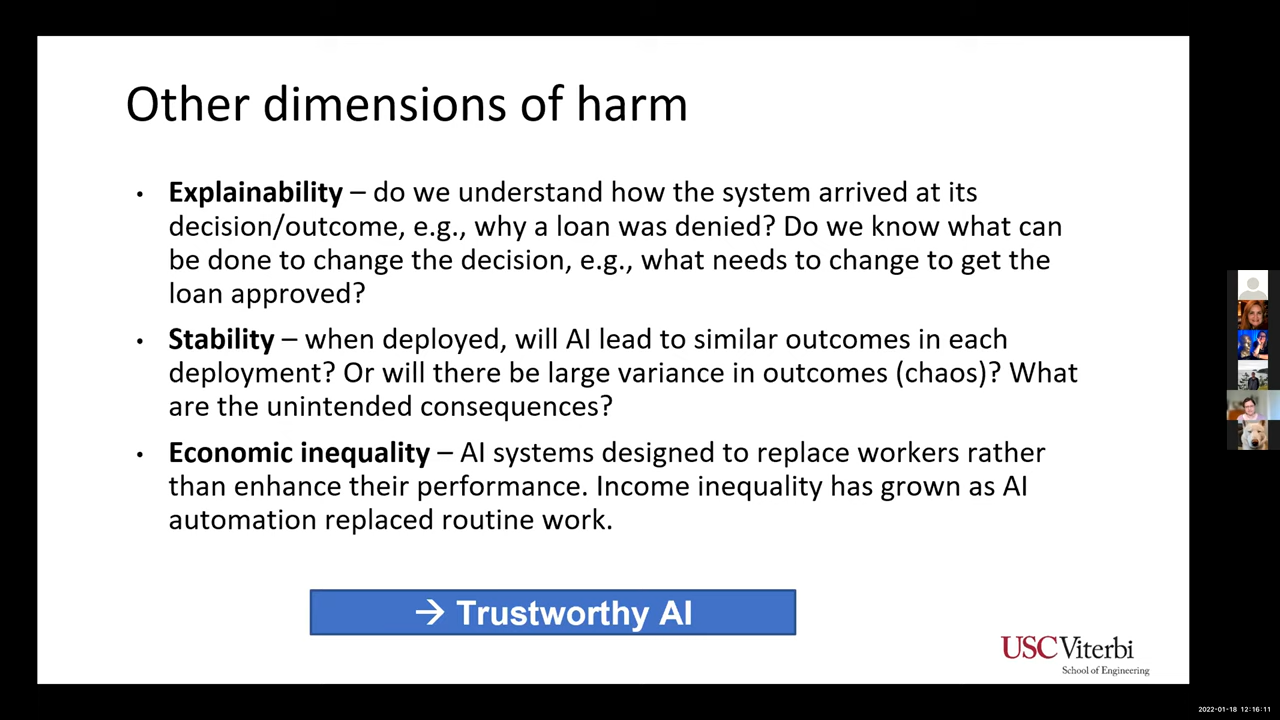 Other dimensions of harm
• Explainability – do we understand how the system arrived at its
decision/outcome, e.g., why a loan was denied? Do we know what can
be done to change the decision, e.g., what needs to change to get the
loan approved?
• Stability – when deployed, will AI lead to similar outcomes in each
deployment? Or will there be large variance in outcomes (chaos)? What
are the unintended consequences?
• Economic inequality – AI systems designed to replace workers rather
than enhance their performance. Income inequality has grown as AI
automation replaced routine work.
→ Trustworthy AI
USC Viterbi
School of Engineering
2022-01-18 12:16:11